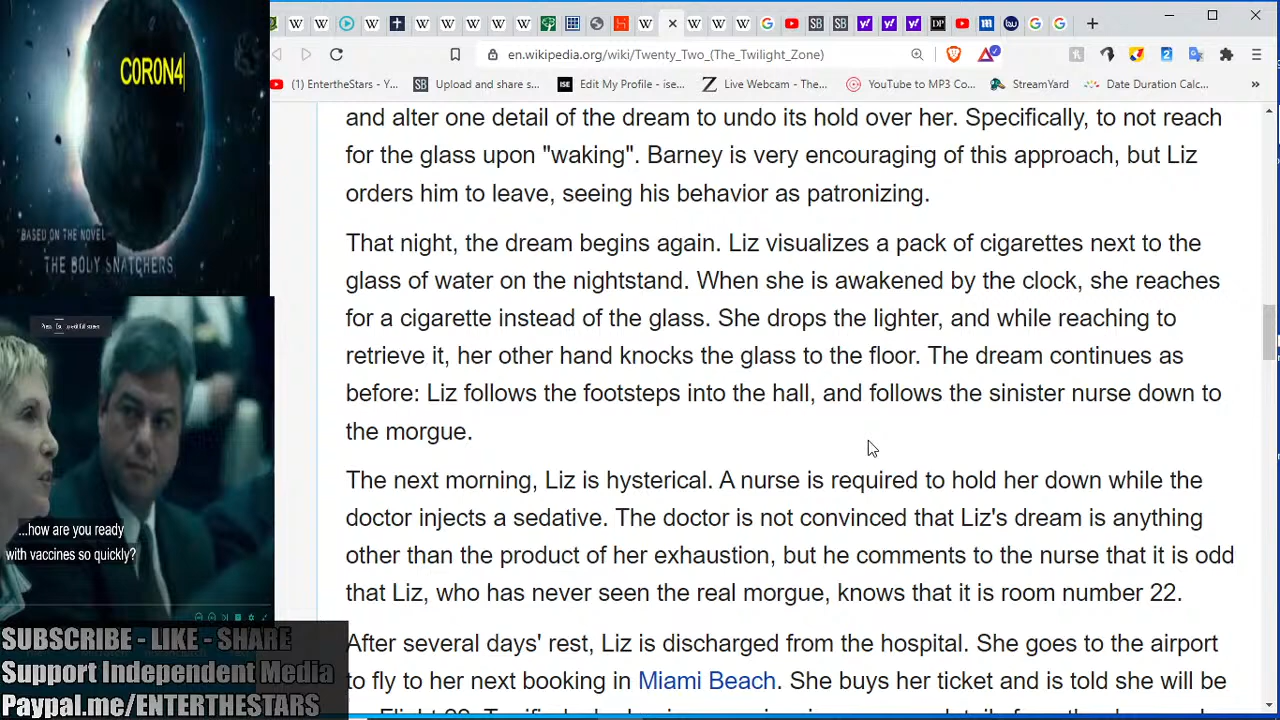 CORON4
"BASED ON THE NOVEL
THE BODY SNATCHERS
...how are you ready
with vaccines so quickly?
SUBSCRIBE - LIKE - SHARE
Support Independent Media
Paypal.me/ENTERTHESTARS
en.wikipedia.org/wiki/Twenty_Two_(The_Twilight_Zone)
(1) EntertheStars - Y...
Upload and share s...
Edit My Profile - ise...
Live Webcam - The...
YouTube to MP3 Co...
StreamYard
Date Duration Calc...
and alter one detail of the dream to undo its hold over her. Specifically, to not reach
for the glass upon "waking". Barney is very encouraging of this approach, but Liz
orders him to leave, seeing his behavior as patronizing.
That night, the dream begins again. Liz visualizes a pack of cigarettes next to the
glass of water on the nightstand. When she is awakened by the clock, she reaches
for a cigarette instead of the glass. She drops the lighter, and while reaching to
retrieve it, her other hand knocks the glass to the floor. The dream continues as
before: Liz follows the footsteps into the hall, and follows the sinister nurse down to
the morgue.
The next morning, Liz is hysterical. A nurse is required to hold her down while the
doctor injects a sedative. The doctor is not convinced that Liz's dream is anything
other than the product of her exhaustion, but he comments to the nurse that it is odd
that Liz, who has never seen the real morgue, knows that it is room number 22.
After several days' rest, Liz is discharged from the hospital. She goes to the airport
to fly to her next booking in Miami Beach. She buys her ticket and is told she will be